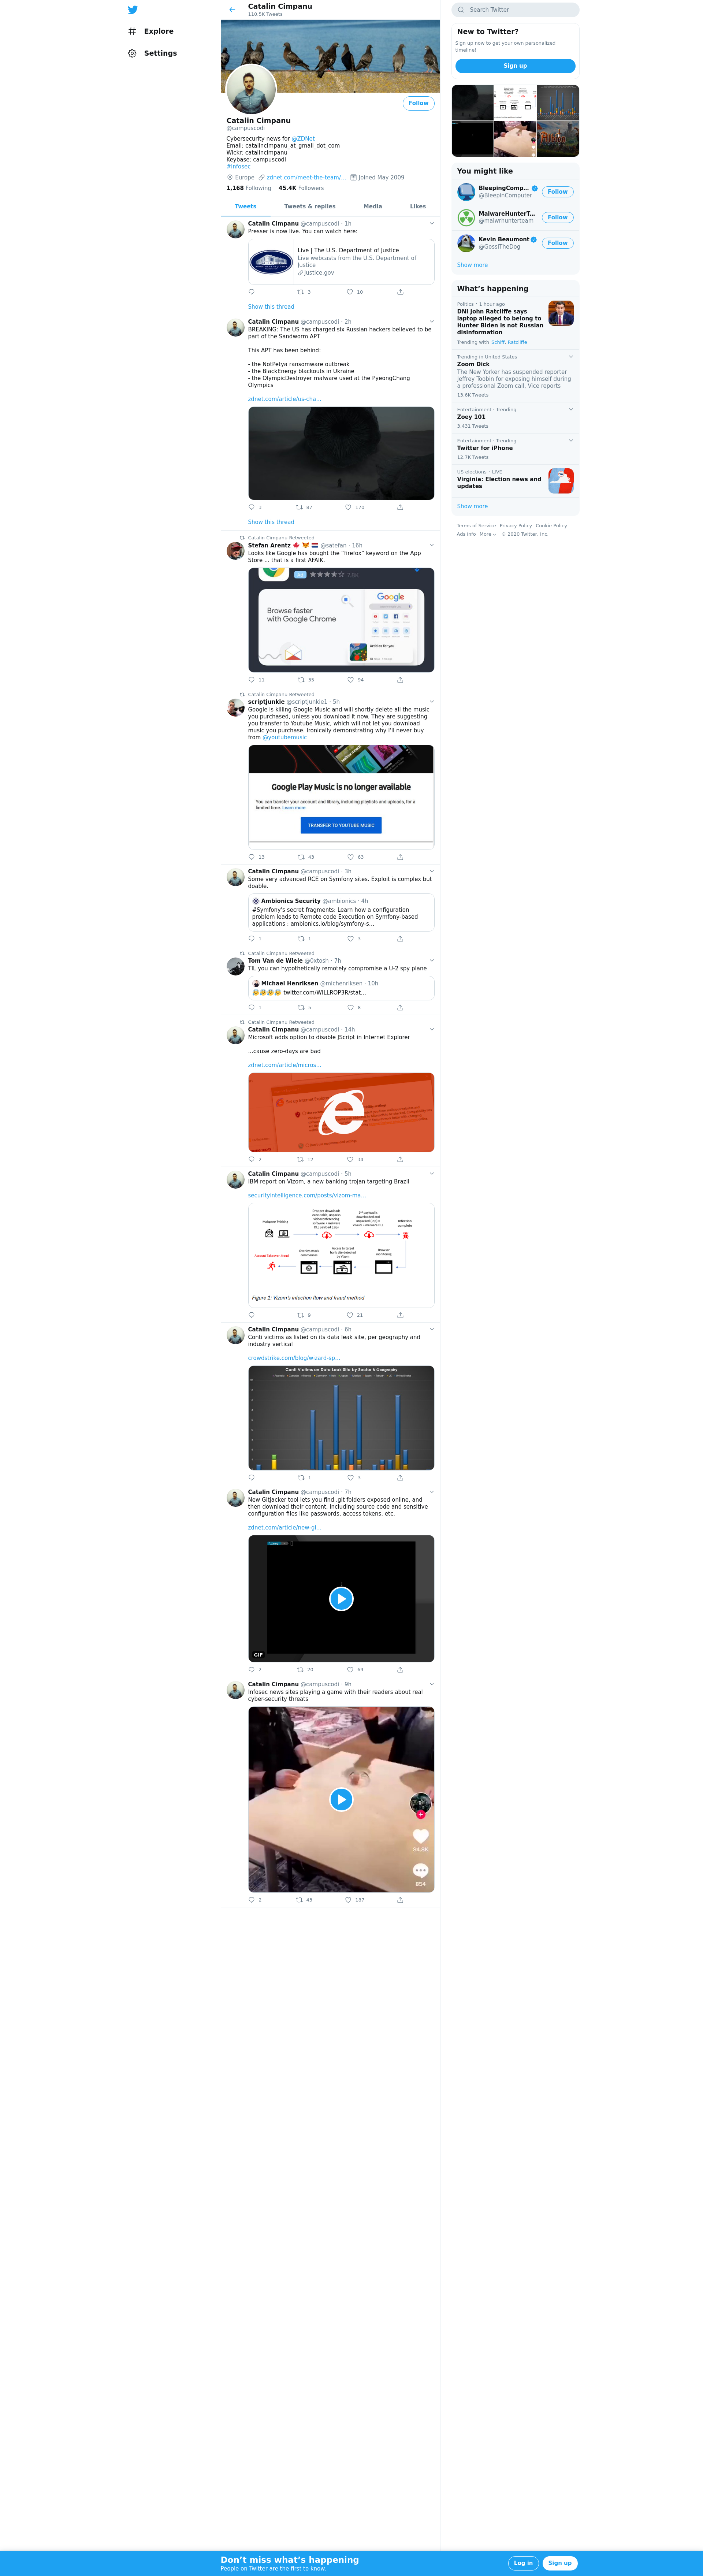 Explore
Settings
Catalin Cimpanu
110.5K Tweets
Follow
Catalin Cimpanu
@campuscodi
Cybersecurity news for @ZDNet
Email: catalincimpanu_at_gmail_dot_com
Wickr: catalincimpanu
Keybase: campuscodi
#infosec
Europe zdnet.com/meet-the-team/... Joined May 2009
1,168 Following 45.4K Followers
Tweets Tweets & replies Media Likes
Catalin Cimpanu @campuscodi · 1h
Presser is now live. You can watch here:
Live | The U.S. Department of Justice
Live webcasts from the U.S. Department of
Justice
justice.gov
3 10
Show this thread
Catalin Cimpanu @campuscodi · 2h
BREAKING: The US has charged six Russian hackers believed to be
part of the Sandworm APT
This APT has been behind:
- the NotPetya ransomware outbreak
- the BlackEnergy blackouts in Ukraine
- the OlympicDestroyer malware used at the PyeongChang
Olympics
zdnet.com/article/us-cha...
3 87 170
Show this thread
Catalin Cimpanu Retweeted
Stefan Arentz 🍁 🦊 🇳🇱 @satefan · 16h
Looks like Google has bought the "firefox" keyword on the App
Store ... that is a first AFAIK.
Browse faster
with Google Chrome
Google
Articles for you
11 35 94
Catalin Cimpanu Retweeted
scriptjunkie @scriptjunkie1 · 5h
Google is killing Google Music and will shortly delete all the music
you purchased, unless you download it now. They are suggesting
you transfer to Youtube Music, which will not let you download
music you purchase. Ironically demonstrating why I'll never buy
from @youtubemusic
Google Play Music is no longer available
You can transfer your account and library, including playlists and uploads, for a
limited time. Learn more
TRANSFER TO YOUTUBE MUSIC
13 43 63
Catalin Cimpanu @campuscodi · 3h
Some very advanced RCE on Symfony sites. Exploit is complex but
doable.
Ambionics Security @ambionics · 4h
#Symfony's secret fragments: Learn how a configuration
problem leads to Remote code Execution on Symfony-based
applications : ambionics.io/blog/symfony-s...
1 1 3
Catalin Cimpanu Retweeted
Tom Van de Wiele @0xtosh · 7h
TIL you can hypothetically remotely compromise a U-2 spy plane
Michael Henriksen @michenriksen · 10h
twitter.com/WILLROP3R/stat...
1 5 8
Catalin Cimpanu Retweeted
Catalin Cimpanu @campuscodi · 14h
Microsoft adds option to disable JScript in Internet Explorer
...cause zero-days are bad
zdnet.com/article/micros...
2 12 34
Catalin Cimpanu @campuscodi · 5h
IBM report on Vizom, a new banking trojan targeting Brazil
securityintelligence.com/posts/vizom-ma...
Malspam Phishing
Infection
complete
Account Takeover fraud
Browse
monitoring
Figure 1: Vizom's infection flow and fraud method
9 21
Catalin Cimpanu @campuscodi · 6h
Conti victims as listed on its data leak site, per geography and
industry vertical
crowdstrike.com/blog/wizard-sp...
Conti Victims on Data Leak Site by Sector & Geography
1 3
Catalin Cimpanu @campuscodi · 7h
New Gitjacker tool lets you find .git folders exposed online, and
then download their content, including source code and sensitive
configuration files like passwords, access tokens, etc.
zdnet.com/article/new-gi...
GIF
2 20 69
Catalin Cimpanu @campuscodi · 9h
Infosec news sites playing a game with their readers about real
cyber-security threats
84.0K
854
2 43 187
Search Twitter
New to Twitter?
Sign up now to get your own personalized
timeline!
Sign up
You might like
BleepingComp...
@BleepinComputer
Follow
MalwareHunterT...
@malwrhunterteam
Follow
Kevin Beaumont
@GossiTheDog
Follow
Show more
What's happening
Politics · 1 hour ago
DNI John Ratcliffe says
laptop alleged to belong to
Hunter Biden is not Russian
disinformation
Trending with Schiff, Ratcliffe
Trending in United States
Zoom Dick
The New Yorker has suspended reporter
Jeffrey Toobin for exposing himself during
a professional Zoom call, Vice reports
13.6K Tweets
Entertainment · Trending
Zoey 101
3,431 Tweets
Entertainment · Trending
Twitter for iPhone
12.7K Tweets
US elections · LIVE
Virginia: Election news and
updates
Show more
Terms of Service Privacy Policy Cookie Policy
Ads info More © 2020 Twitter, Inc.
Don't miss what's happening
People on Twitter are the first to know.
Log in Sign up